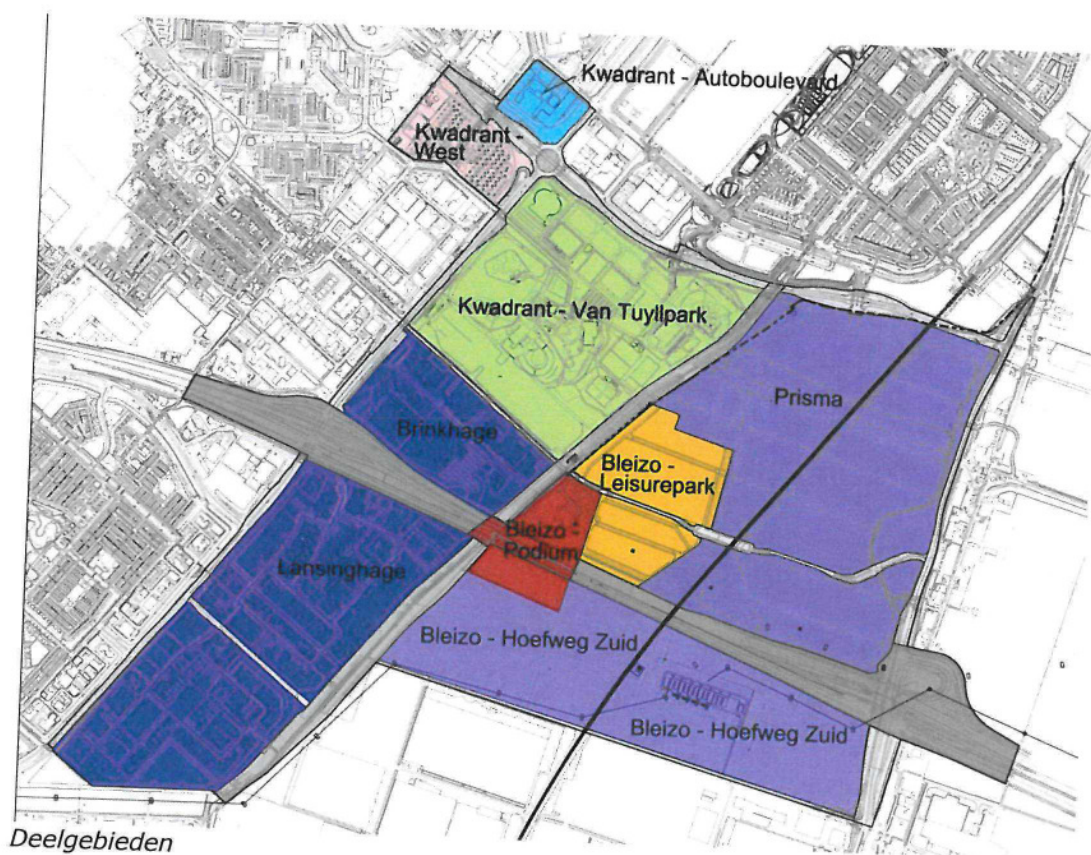 Kwadrant - Autoboulevard
Kwadrant -
West
Kwadrant - Van Tuyllpark
Prisma
Brinkhage
Bleizo -
Leisurepark
Bleizo -
Podium
Lansinghage
Bleizo - Hoefweg Zuid
Bleizo - Hoefweg Zuid
Deelgebieden